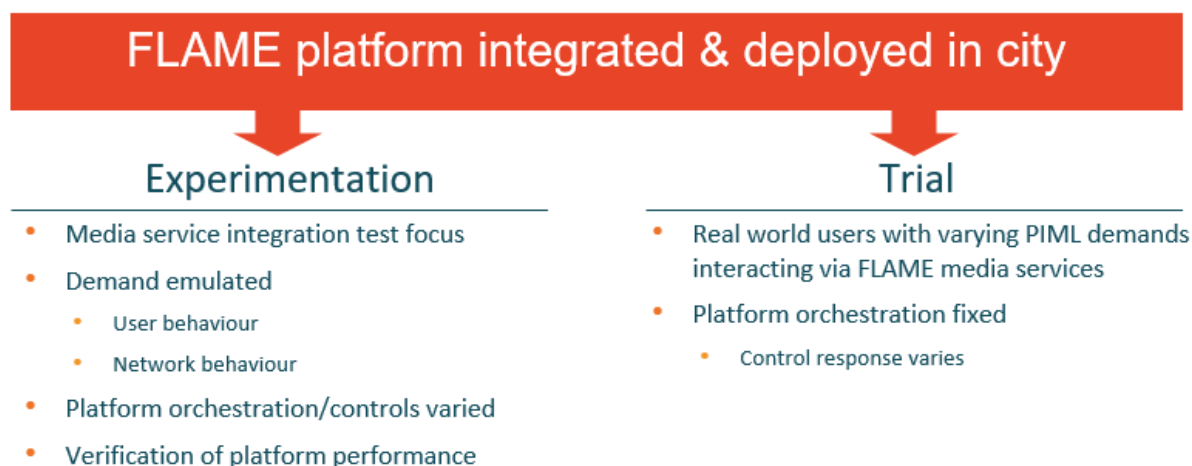 FLAME platform integrated & deployed in city
Experimentation
• Media service integration test focus
• Demand emulated
• User behaviour
• Network behaviour
• Platform orchestration/controls varied
• Verification of platform performance
Trial
• Real world users with varying PIML demands
interacting via FLAME media services
• Platform orchestration fixed
• Control response varies